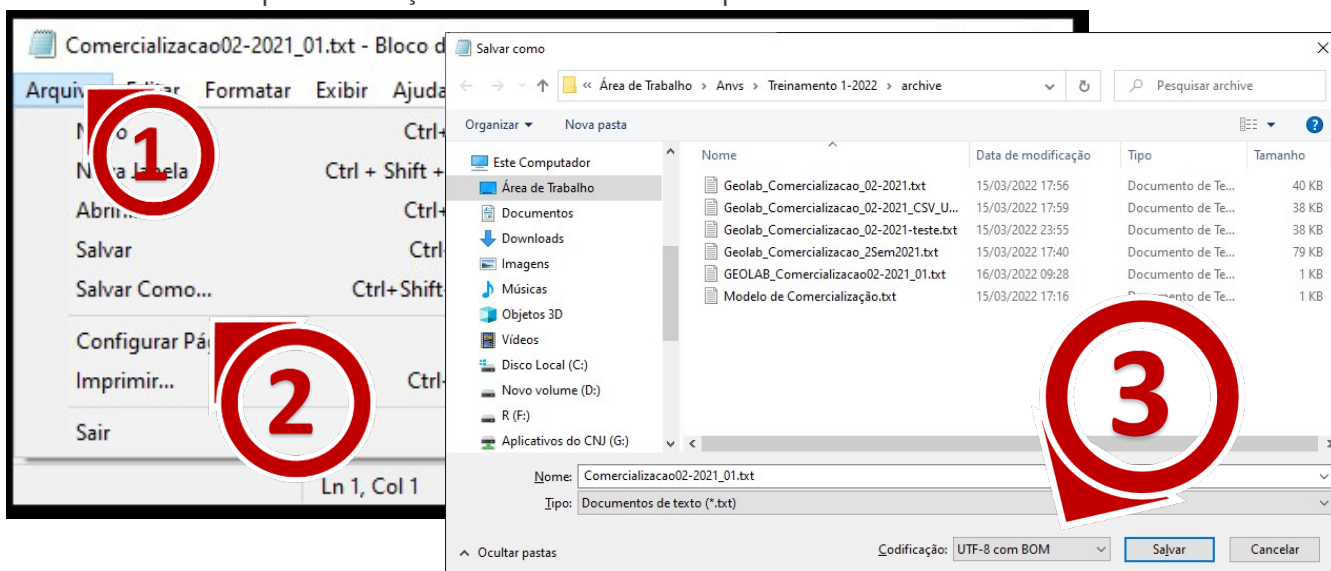 Comercializacao02-2021_01.txt - Bloco d
Formatar Exibir Ajuda
1
Ctrl+
Ctrl + Shift +
Ctrl+
Salvar Ctrl-
Salvar Como... Ctrl+Shift-
Configurar Pá
Imprimir... Ctrl-
Sair
2
Ln 1, Col 1
Salvar como
« Área de Trabalho › Anvs › Treinamento 1-2022 › archive
Pesquisar archive
Organizar Nova pasta
Este Computador
Área de Trabalho
Documentos
Downloads
Imagens
Músicas
Objetos 3D
Vídeos
Disco Local (C:)
Novo volume (D:)
R (F:)
Aplicativos do CNJ (G:)
Nome Data de modificação Tipo Tamanho
Geolab_Comercializacao_02-2021.txt 15/03/2022 17:56 Documento de Te... 40 KB
Geolab_Comercializacao_02-2021_CSV_U... 15/03/2022 17:59 Documento de Te... 38 KB
Geolab_Comercializacao_02-2021-teste.txt 15/03/2022 23:55 Documento de Te... 38 KB
Geolab_Comercializacao_2Sem2021.txt 15/03/2022 17:40 Documento de Te... 79 KB
GEOLAB_Comercializacao02-2021_01.txt 16/03/2022 09:28 Documento de Te... 1 KB
Modelo de Comercialização.txt 15/03/2022 17:16 de Te... 1 KB
3
Nome: Comercializacao02-2021_01.txt
Tipo: Documentos de texto (*.txt)
Ocultar pastas
Codificação: UTF-8 com BOM Salvar Cancelar